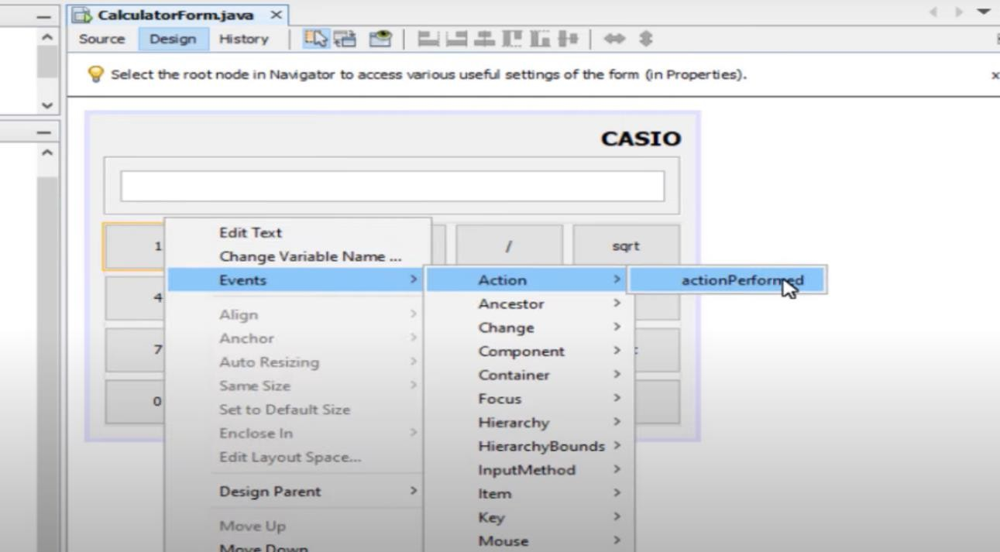 CalculatorForm.java
Source Design History
Select the root node in Navigator to access various useful settings of the form (in Properties).
CASIO
1 / sqrt
4
7
0
Edit Text
Change Variable Name ...
Events
Align
Anchor
Auto Resizing
Same Size
Set to Default Size
Enclose In
Edit Layout Space...
Design Parent
Move Up
Move Down
Action
Ancestor
Change
Component
Container
Focus
Hierarchy
HierarchyBounds
InputMethod
Item
Key
Mouse
actionPerformed